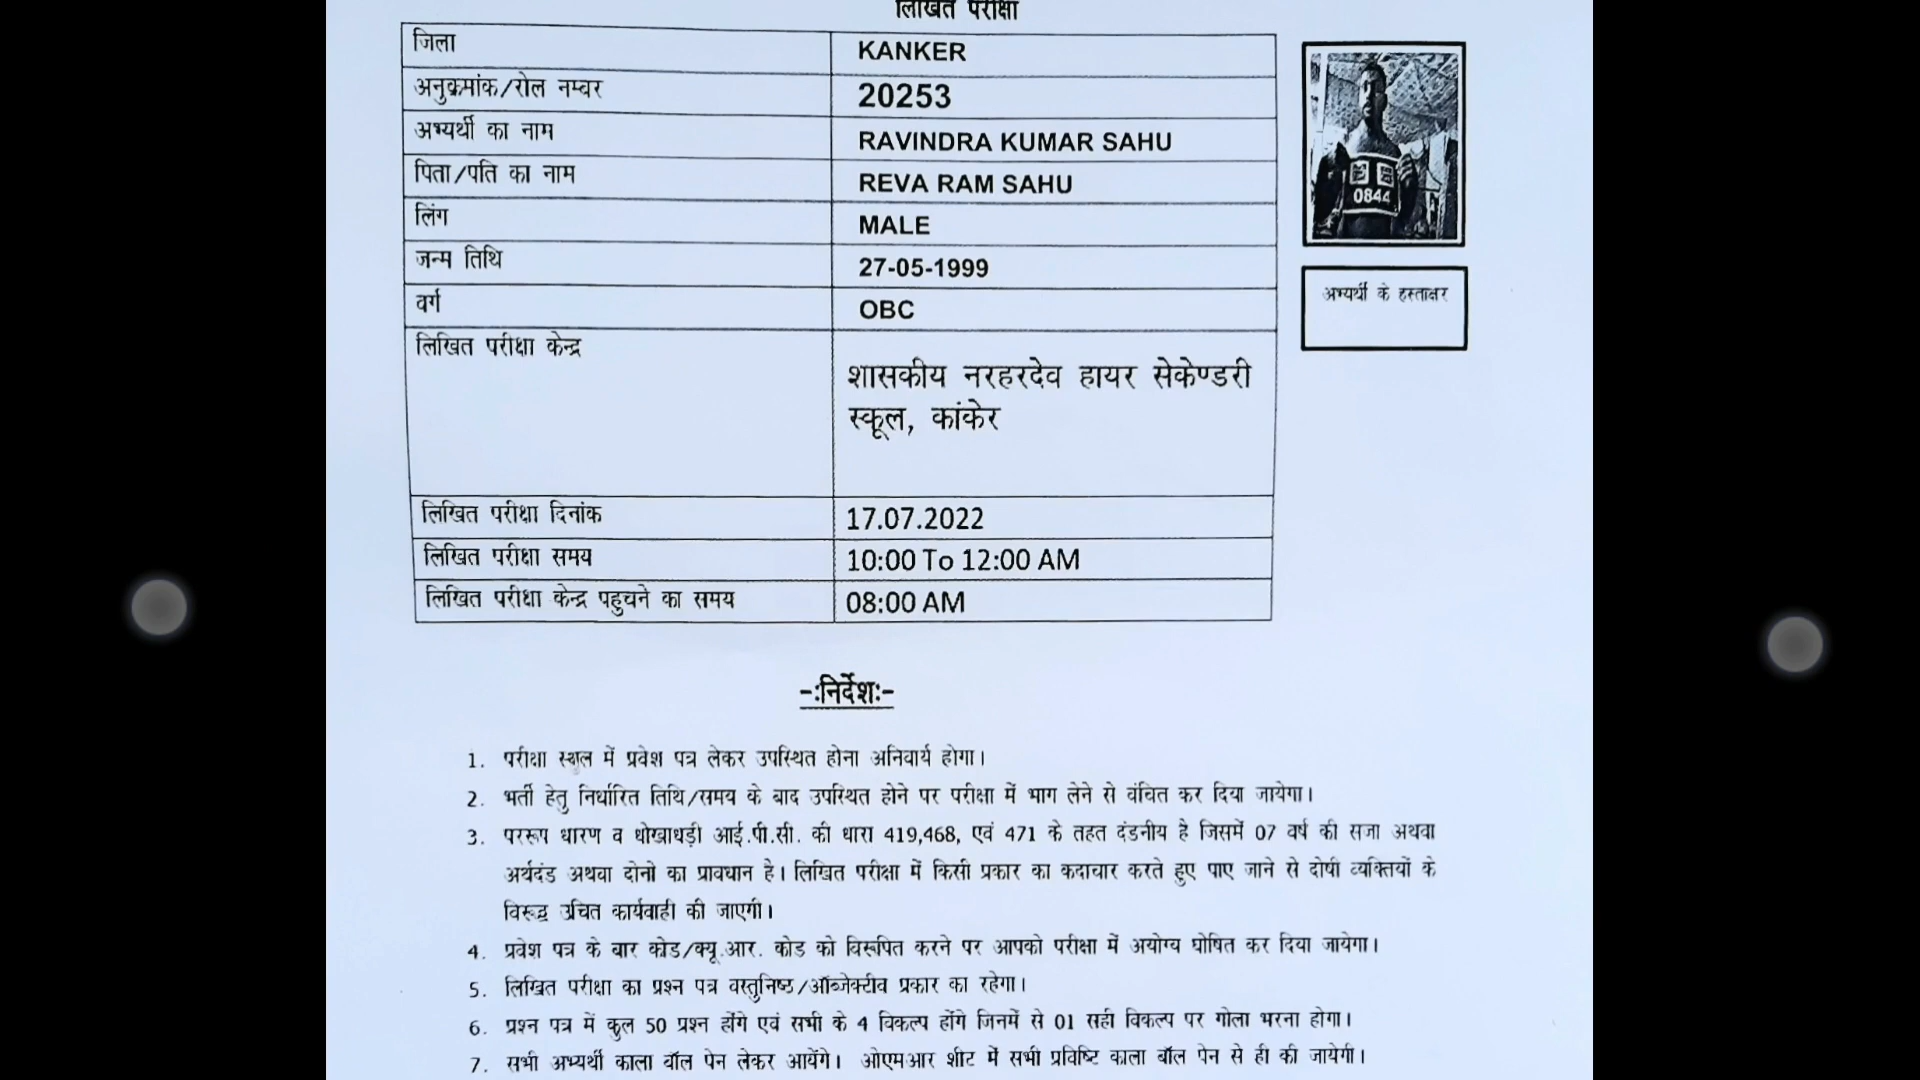 लिखित परीक्षा
जिला KANKER
अनुक्रमांक/रोल नम्बर 20253
अभ्यर्थी का नाम RAVINDRA KUMAR SAHU
पिता/पति का नाम REVA RAM SAHU
लिंग MALE
जन्म तिथि 27-05-1999
वर्ग OBC
लिखित परीक्षा केन्द्र शासकीय नरहरदेव हायर सेकेण्डरी
स्कूल, कांकेर
लिखित परीक्षा दिनांक 17.07.2022
लिखित परीक्षा समय 10:00 To 12:00 AM
लिखित परीक्षा केन्द्र पहुचने का समय 08:00 AM
0844
अभ्यर्थी के हस्ताक्षर
-:निर्देश:-
1. परीक्षा स्थल में प्रवेश पत्र लेकर उपस्थित होना अनिवार्य होगा।
2. भर्ती हेतु निर्धारित तिथि/समय के बाद उपस्थित होने पर परीक्षा में भाग लेने से वंचित कर दिया जायेगा।
3. पररूप धारण व धोखाधड़ी आई.पी.सी. की धारा 419,468, एवं 471 के तहत दंडनीय है जिसमें 07 वर्ष की सजा अथवा
अर्थदंड अथवा दोनो का प्रावधान है। लिखित परीक्षा में किसी प्रकार का कदाचार करते हुए पाए जाने से दोषी व्यक्तियों के
विरूद्ध उचित कार्यवाही की जाएगी।
4. प्रवेश पत्र के बार कोड/क्यू.आर. कोड को विरूपित करने पर आपको परीक्षा में अयोग्य घोषित कर दिया जायेगा।
5. लिखित परीक्षा का प्रश्न पत्र वस्तुनिष्ठ/ऑब्जेक्टीव प्रकार का रहेगा।
6. प्रश्न पत्र में कुल 50 प्रश्न होंगे एवं सभी के 4 विकल्प होंगे जिनमें से 01 सही विकल्प पर गोला भरना होगा।
7. सभी अभ्यर्थी काला बॉल पेन लेकर आयेंगे। ओएमआर शीट में सभी प्रविष्टि काला बॉल पेन से ही की जायेगी।